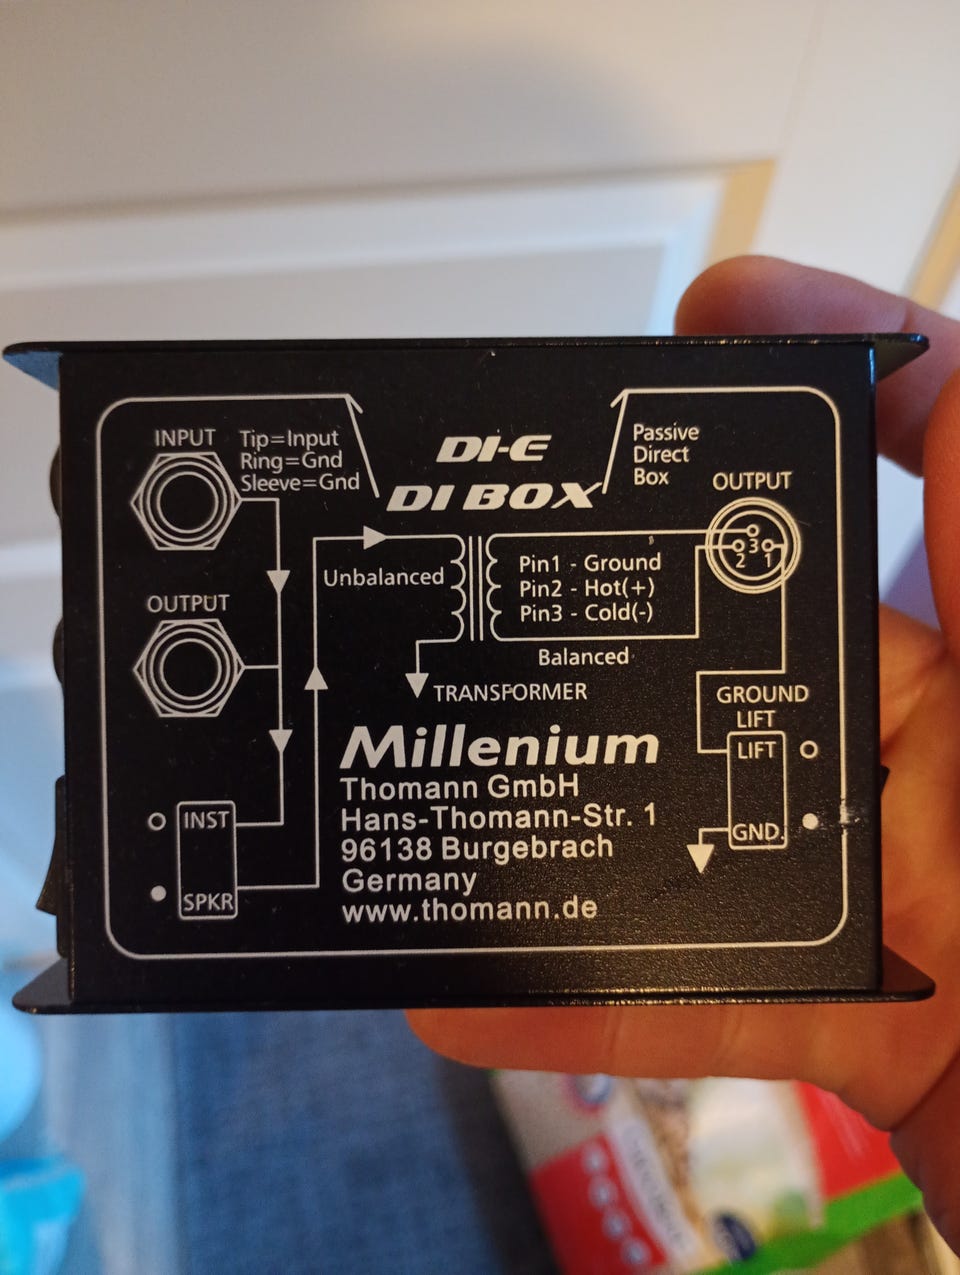 INPUT
Tip=Input
Ring=Gnd
Sleeve=Gnd
DI-E
DI BOX
Passive
Direct
Box
OUTPUT
3
2 1
Unbalanced
Pin1 - Ground
Pin2 - Hot(+)
Pin3 - Cold(-)
Balanced
OUTPUT
TRANSFORMER
GROUND
LIFT
LIFT
GND.
INST
SPKR
Millenium
Thomann GmbH
Hans-Thomann-Str. 1
96138 Burgebrach
Germany
www.thomann.de